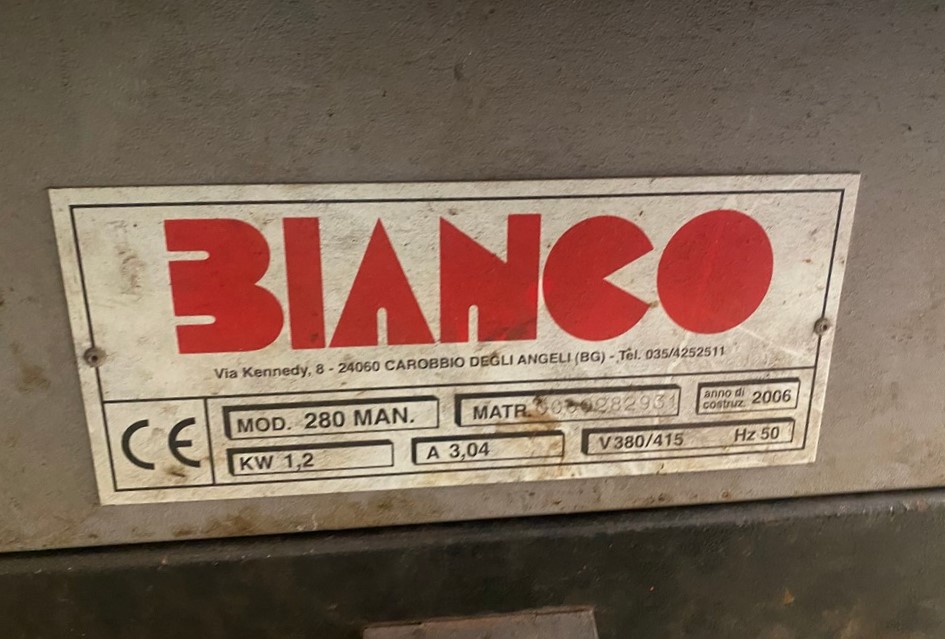 BIANCO
Via Kennedy, 8 - 24060 CAROBBIO DEGLI ANGELI (BG) - Tel. 035/4252511
CE
MOD. 280 MAN.
MATR.
anno di costruz. 2006
KW 1,2
A 3,04
V 380/415 Hz 50